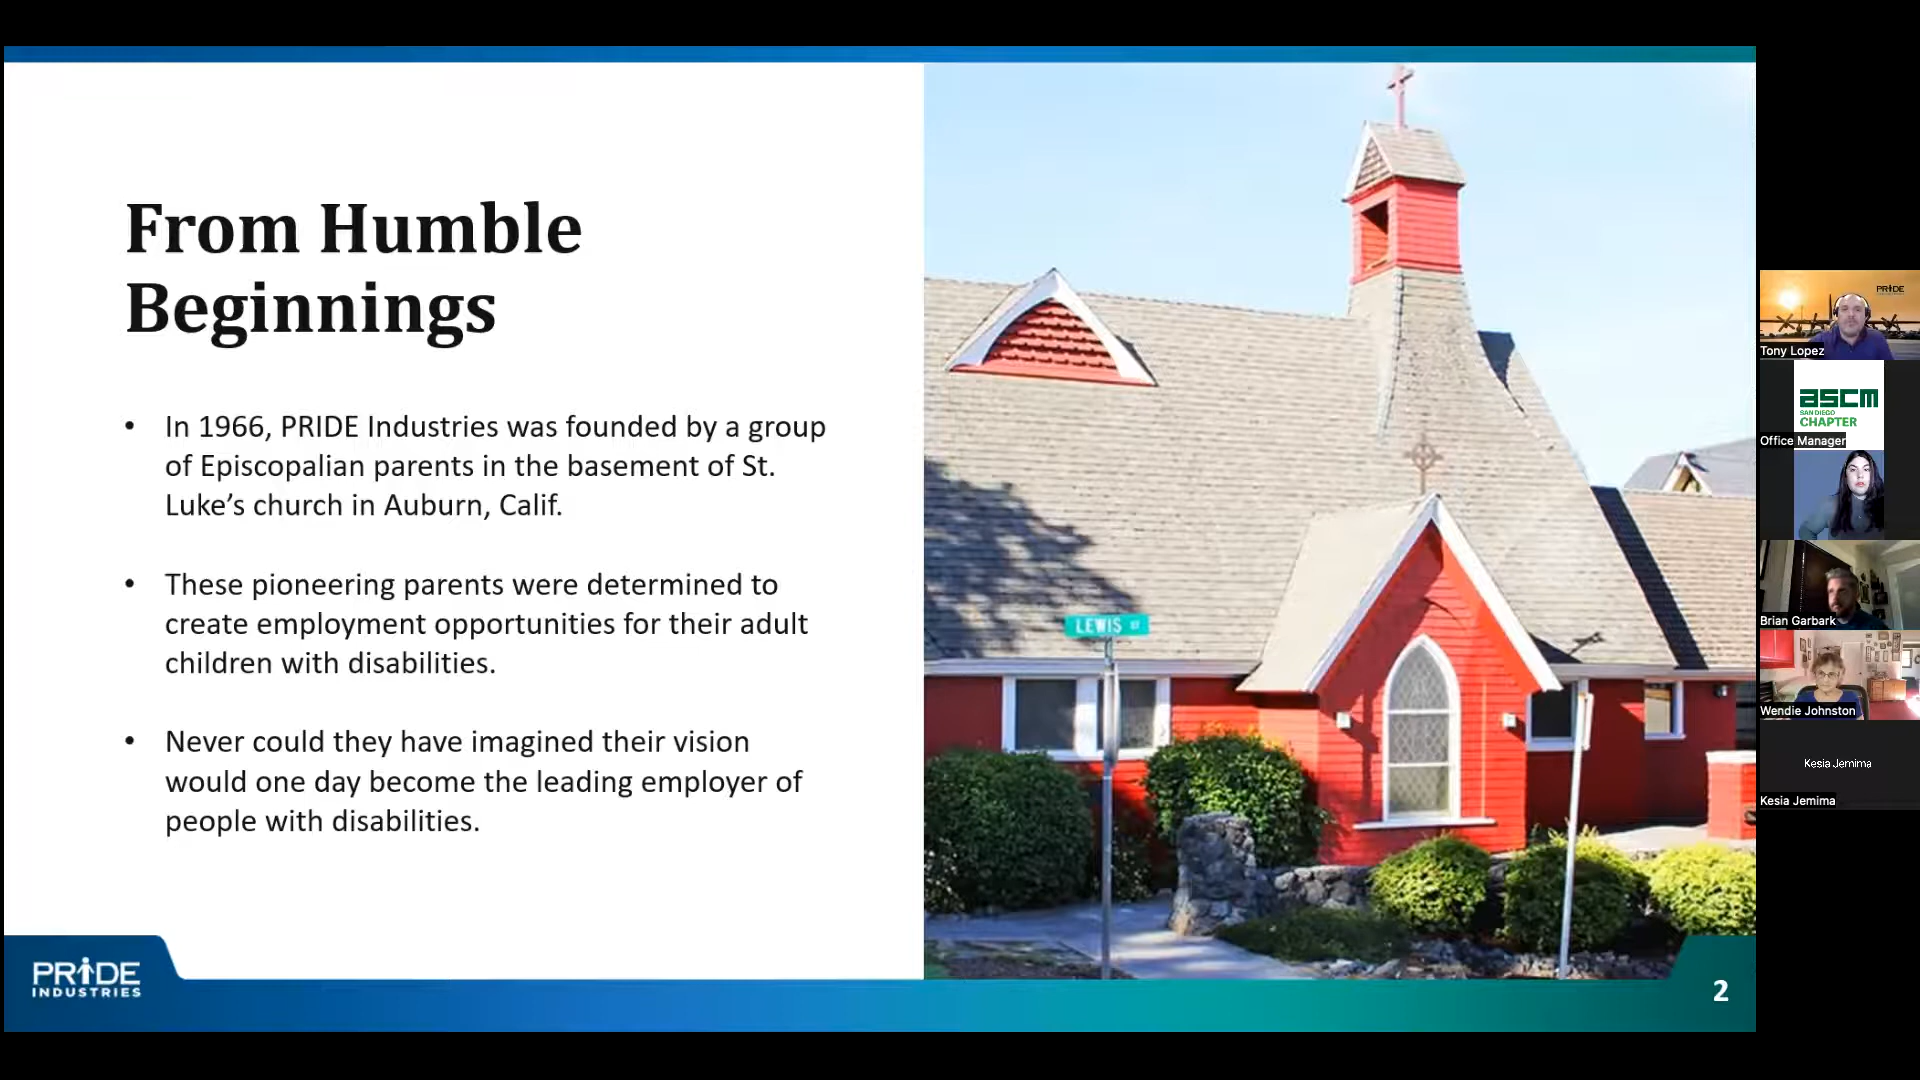 From Humble
Beginnings
• In 1966, PRIDE Industries was founded by a group
of Episcopalian parents in the basement of St.
Luke’s church in Auburn, Calif.
• These pioneering parents were determined to
create employment opportunities for their adult
children with disabilities.
• Never could they have imagined their vision
would one day become the leading employer of
people with disabilities.
LEWIS ST
PRIDE
INDUSTRIES
2
PRIDE
Tony Lopez
ascm
SAN DIEGO
CHAPTER
Office Manager
Brian Garbark
Wendie Johnston
Kesia Jemima
Kesia Jemima